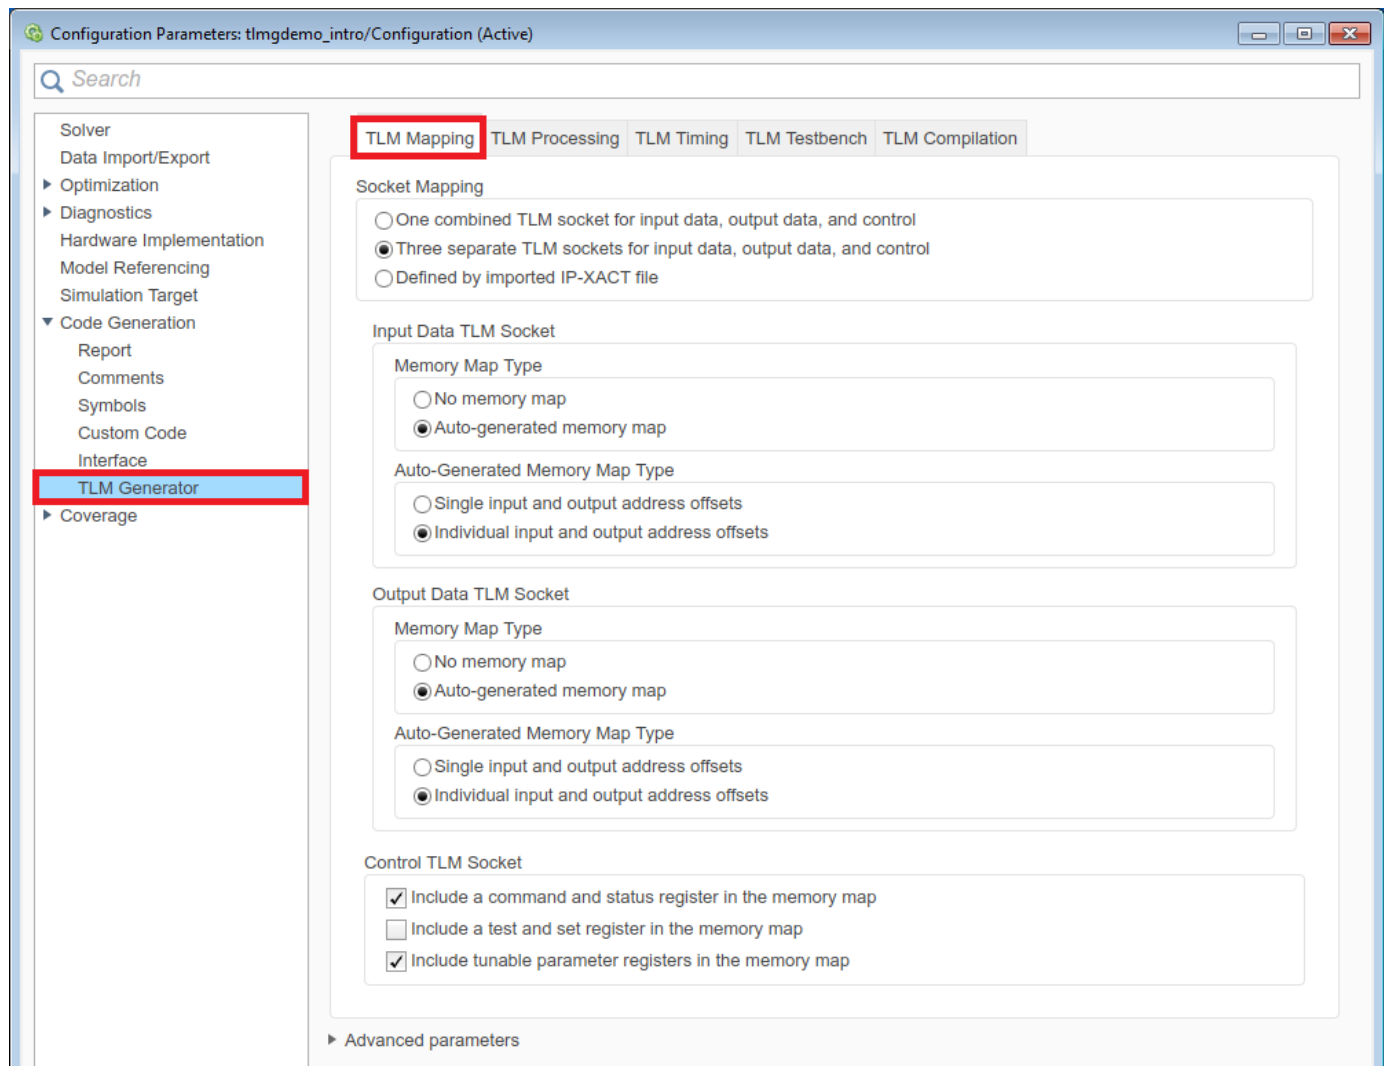 Configuration Parameters: tlmgdemo_intro/Configuration (Active)
Search
Solver
Data Import/Export
Optimization
Diagnostics
Hardware Implementation
Model Referencing
Simulation Target
Code Generation
Report
Comments
Symbols
Custom Code
Interface
TLM Generator
Coverage
TLM Mapping TLM Processing TLM Timing TLM Testbench TLM Compilation
Socket Mapping
One combined TLM socket for input data, output data, and control
Three separate TLM sockets for input data, output data, and control
Defined by imported IP-XACT file
Input Data TLM Socket
Memory Map Type
No memory map
Auto-generated memory map
Auto-Generated Memory Map Type
Single input and output address offsets
Individual input and output address offsets
Output Data TLM Socket
Memory Map Type
No memory map
Auto-generated memory map
Auto-Generated Memory Map Type
Single input and output address offsets
Individual input and output address offsets
Control TLM Socket
Include a command and status register in the memory map
Include a test and set register in the memory map
Include tunable parameter registers in the memory map
Advanced parameters